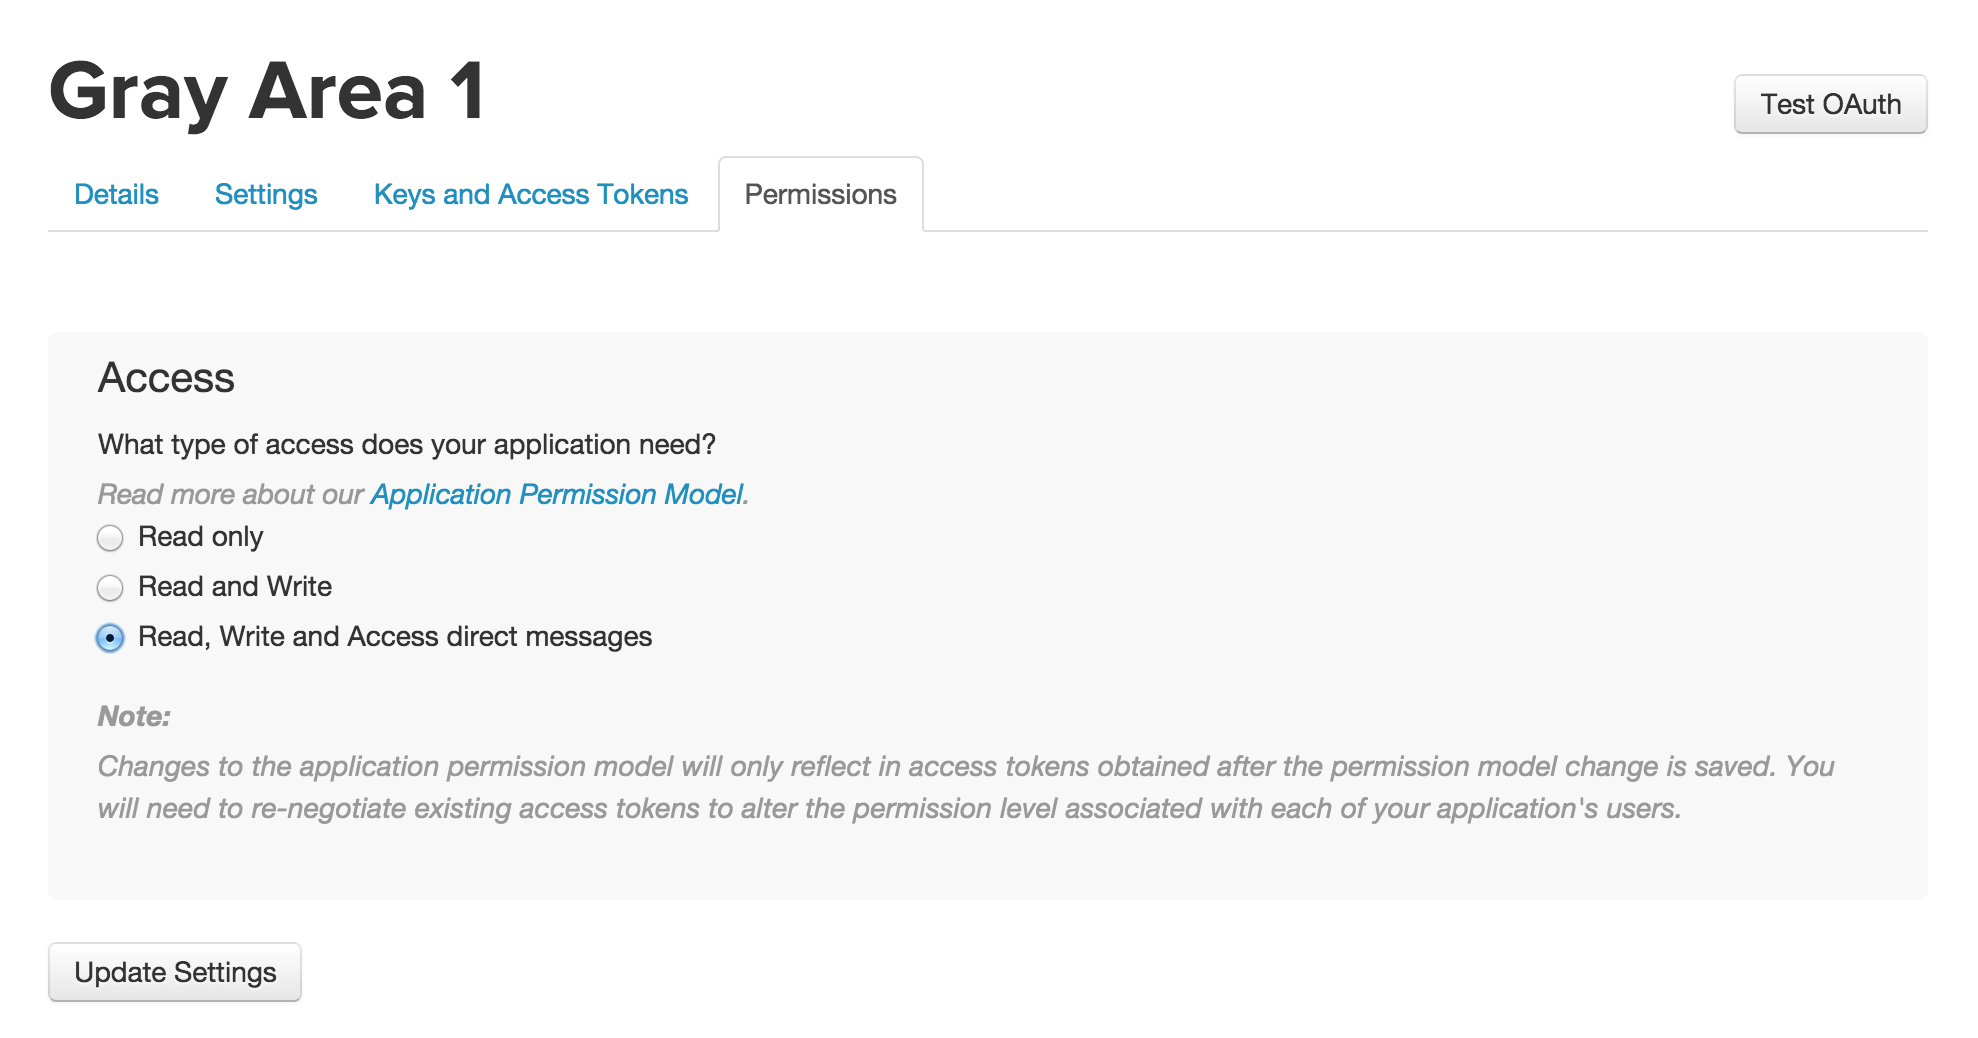 Gray Area 1
Test OAuth
Details
Settings
Keys and Access Tokens
Permissions
Access
What type of access does your application need?
Read more about our Application Permission Model.
Read only
Read and Write
Read, Write and Access direct messages
Note:
Changes to the application permission model will only reflect in access tokens obtained after the permission model change is saved. You
will need to re-negotiate existing access tokens to alter the permission level associated with each of your application's users.
Update Settings